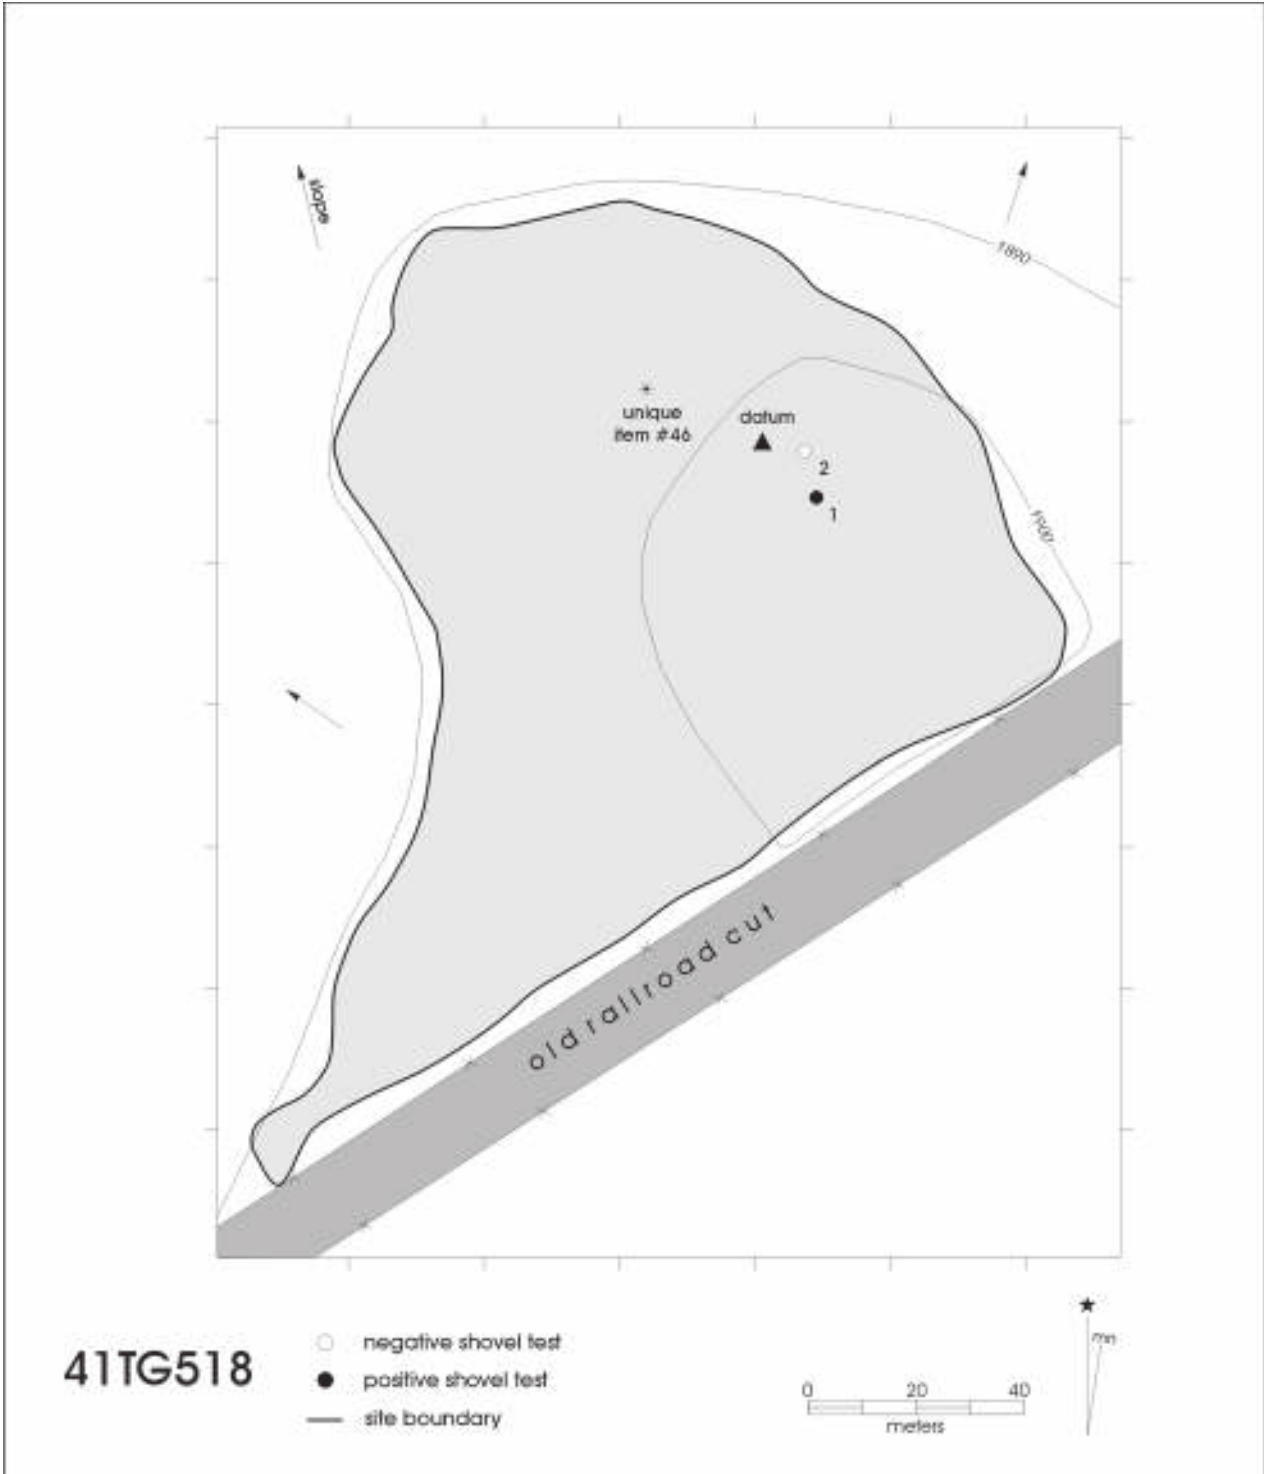 slope
1890
unique
item #46
datum
2
1
1900
old railroad cut
41TG518
negative shovel test
positive shovel test
site boundary
0 20 40
meters
mn